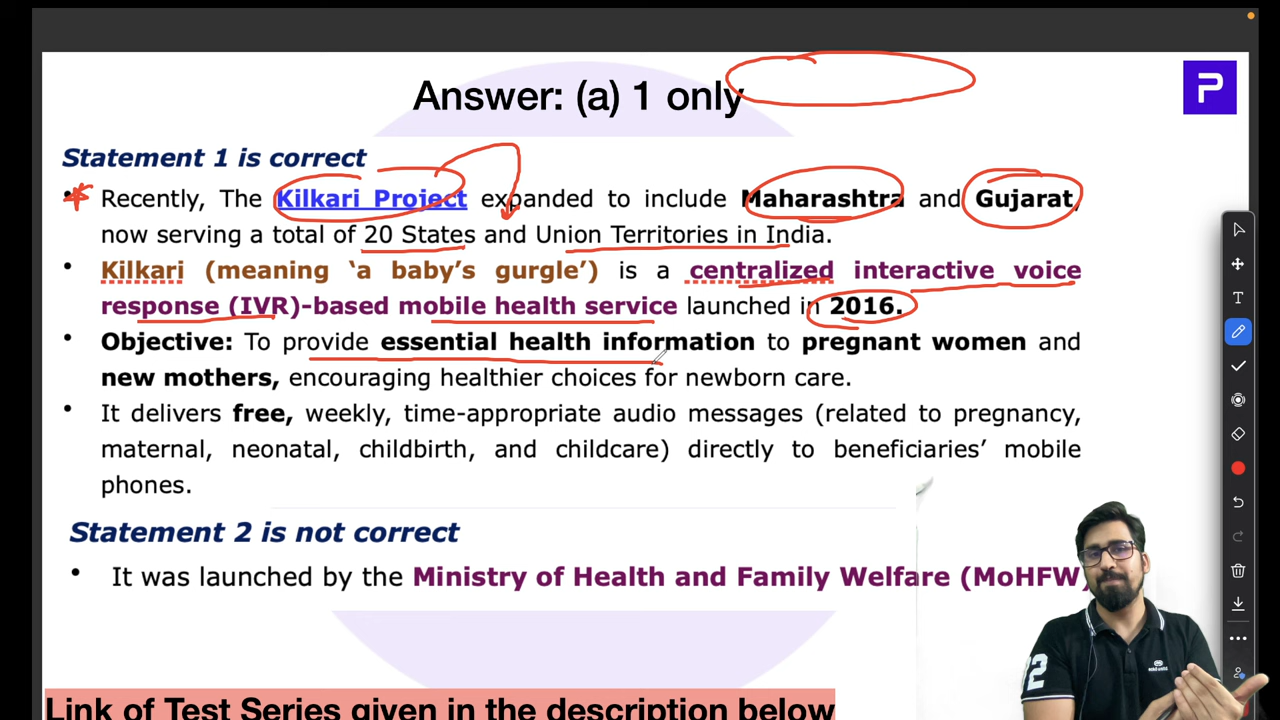 Answer: (a) 1 only
Statement 1 is correct
• Recently, The Kilkari Project expanded to include Maharashtra and Gujarat,
now serving a total of 20 States and Union Territories in India.
• Kilkari (meaning ‘a baby’s gurgle’) is a centralized interactive voice
response (IVR)-based mobile health service launched in 2016.
• Objective: To provide essential health information to pregnant women and
new mothers, encouraging healthier choices for newborn care.
• It delivers free, weekly, time-appropriate audio messages (related to pregnancy,
maternal, neonatal, childbirth, and childcare) directly to beneficiaries’ mobile
phones.
Statement 2 is not correct
• It was launched by the Ministry of Health and Family Welfare (MoHFW)
Link of Test Series given in the description below